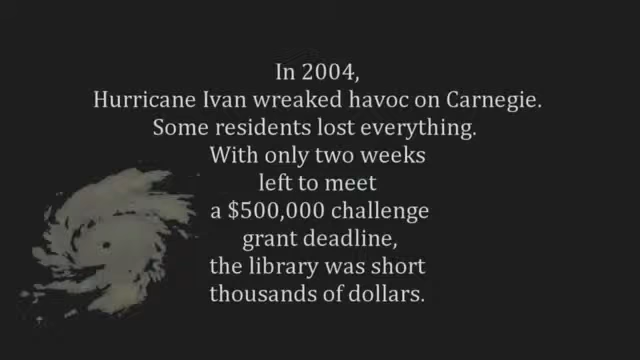 In 2004,
Hurricane Ivan wreaked havoc on Carnegie.
Some residents lost everything.
With only two weeks
left to meet
a $500,000 challenge
grant deadline,
the library was short
thousands of dollars.